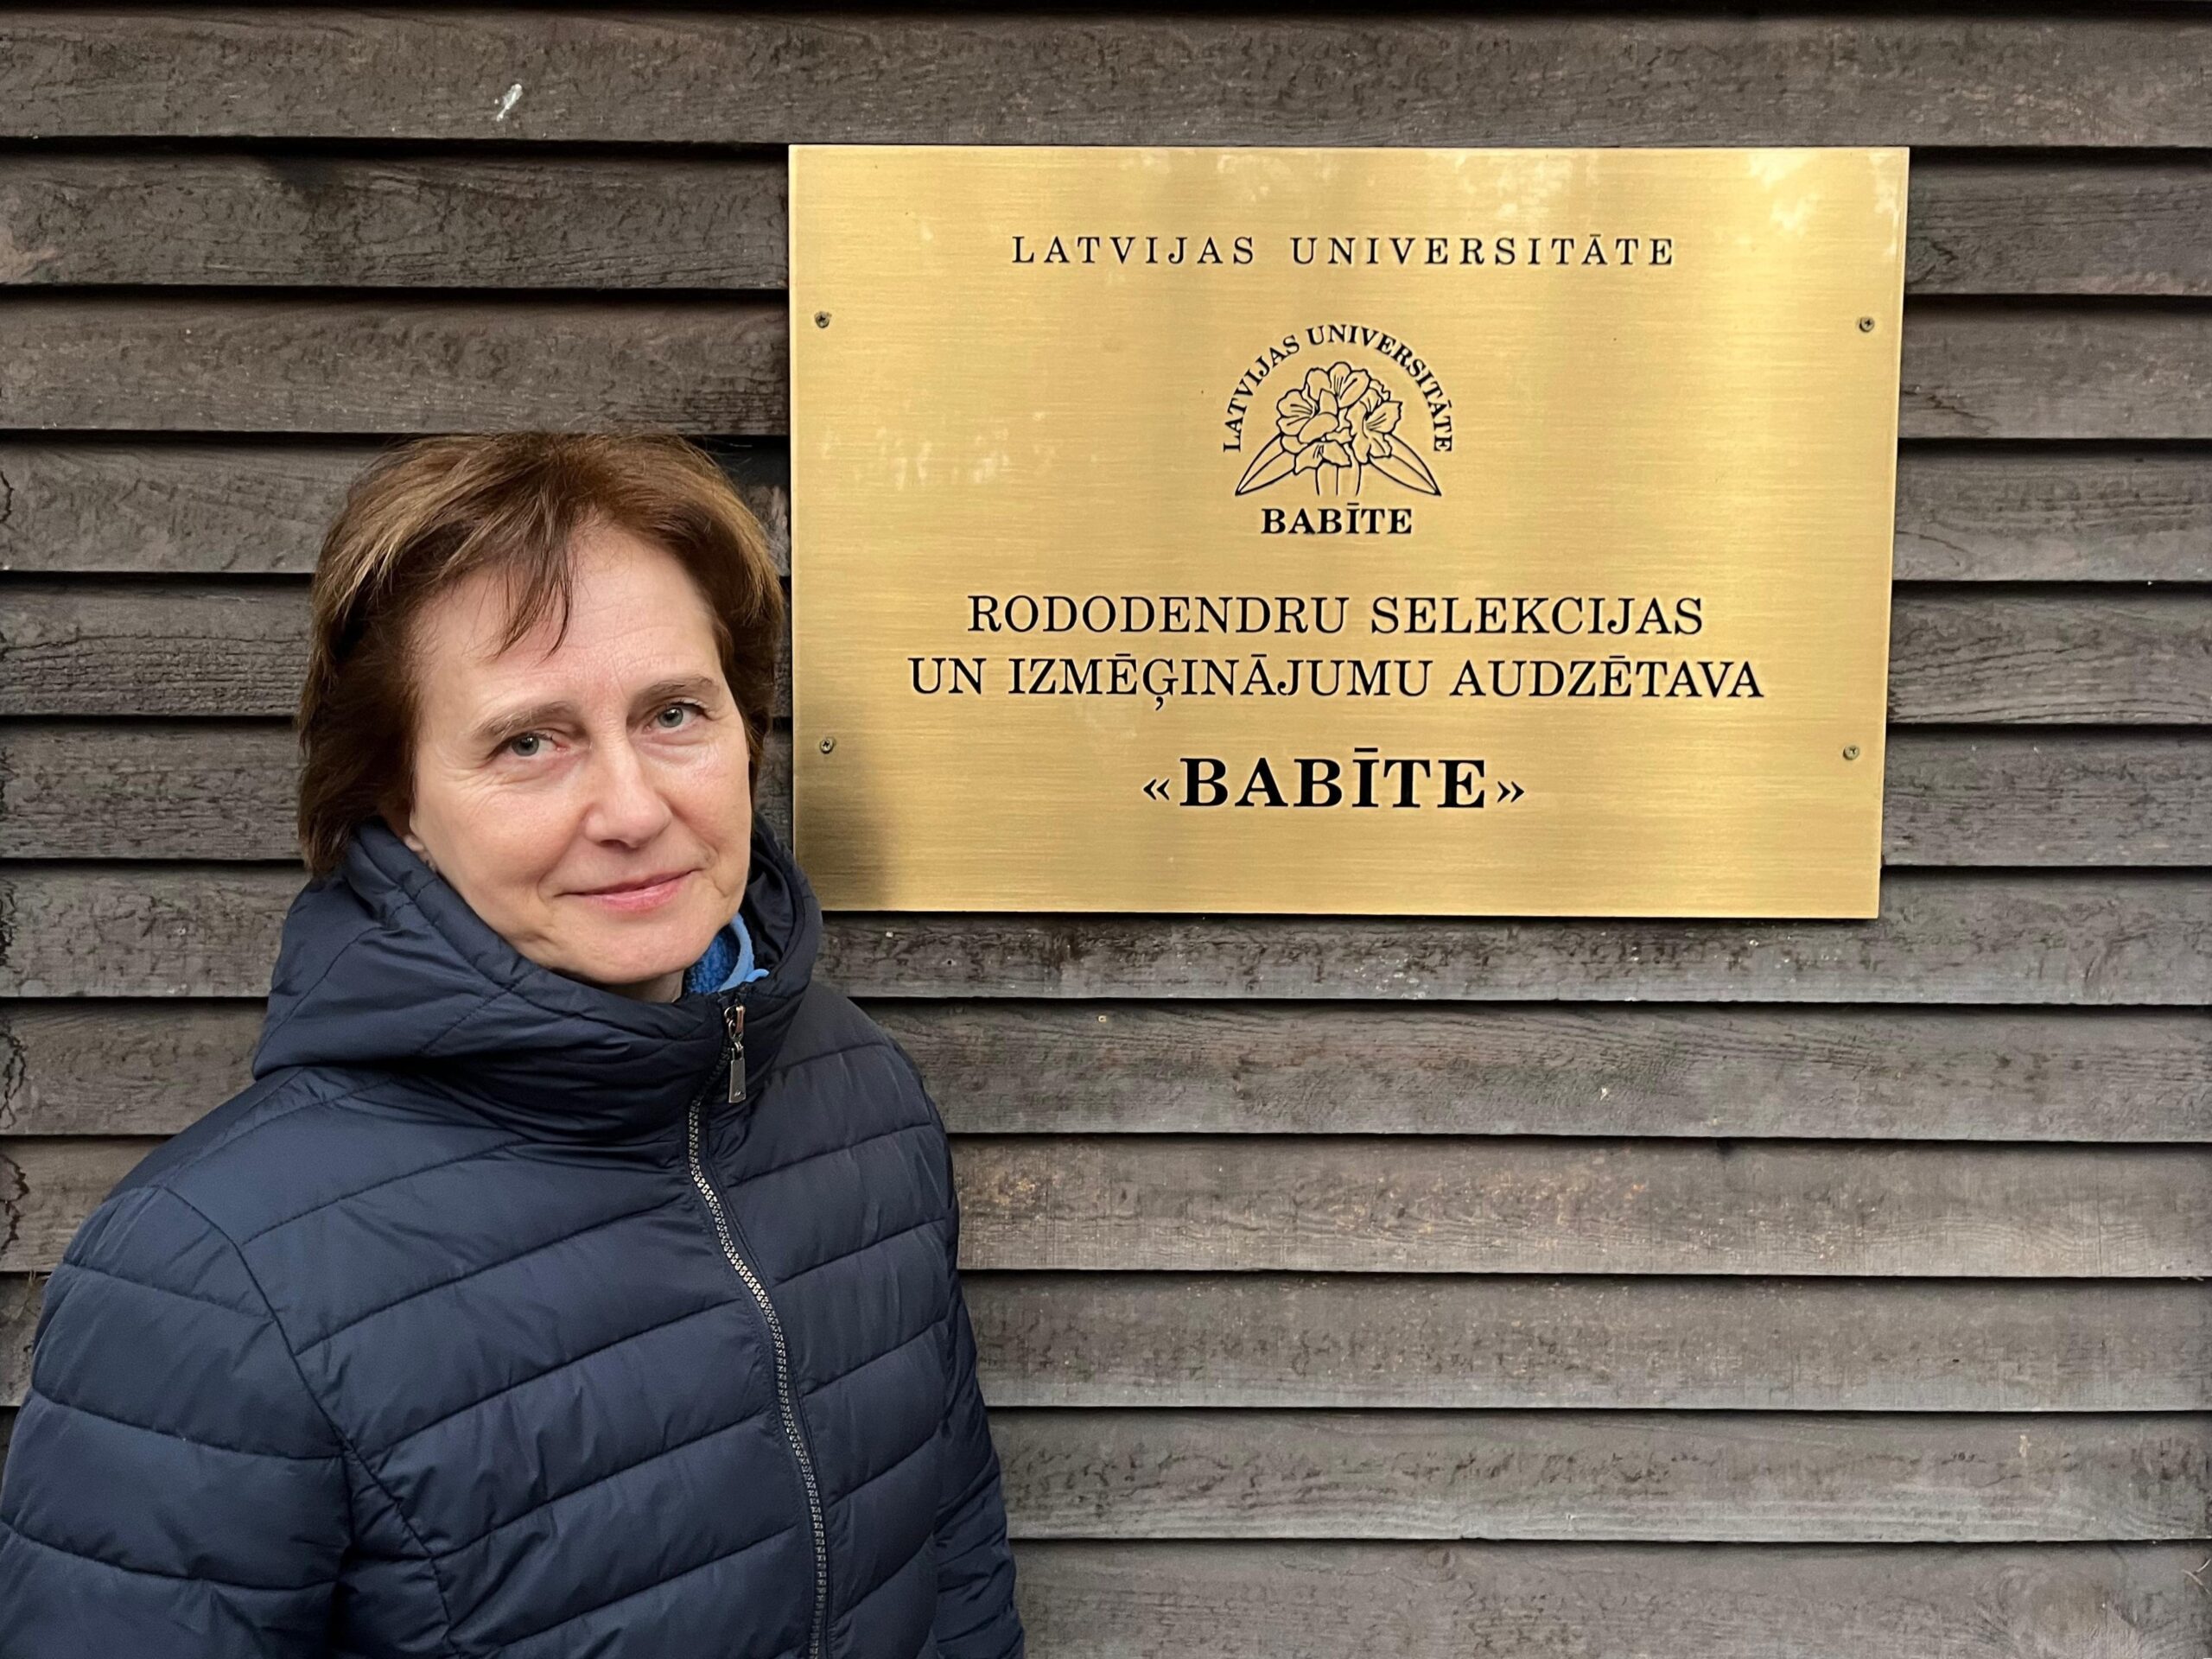 LATVIJAS UNIVERSITĀTE
LATVIJAS UNIVERSITĀTE
BABĪTE
RODODENDRU SELEKCIJAS
UN IZMĒĢINĀJUMU AUDZĒTAVA
«BABĪTE»